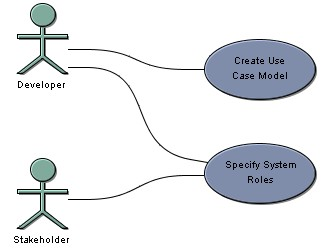 Developer
Create Use
Case Model
Specify System
Roles
Stakeholder